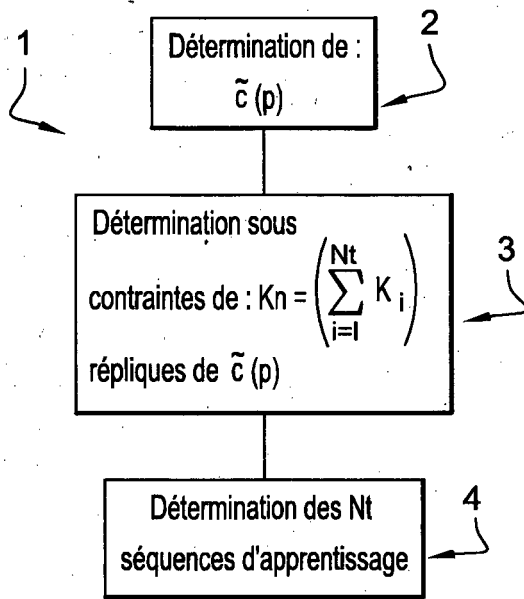 1
Détermination de :
c̃ (p)
2
Détermination sous
contraintes de : Kn = (∑_{i=I}^{Nt} K_i)
répliques de c̃ (p)
3
Détermination des Nt
séquences d'apprentissage
4